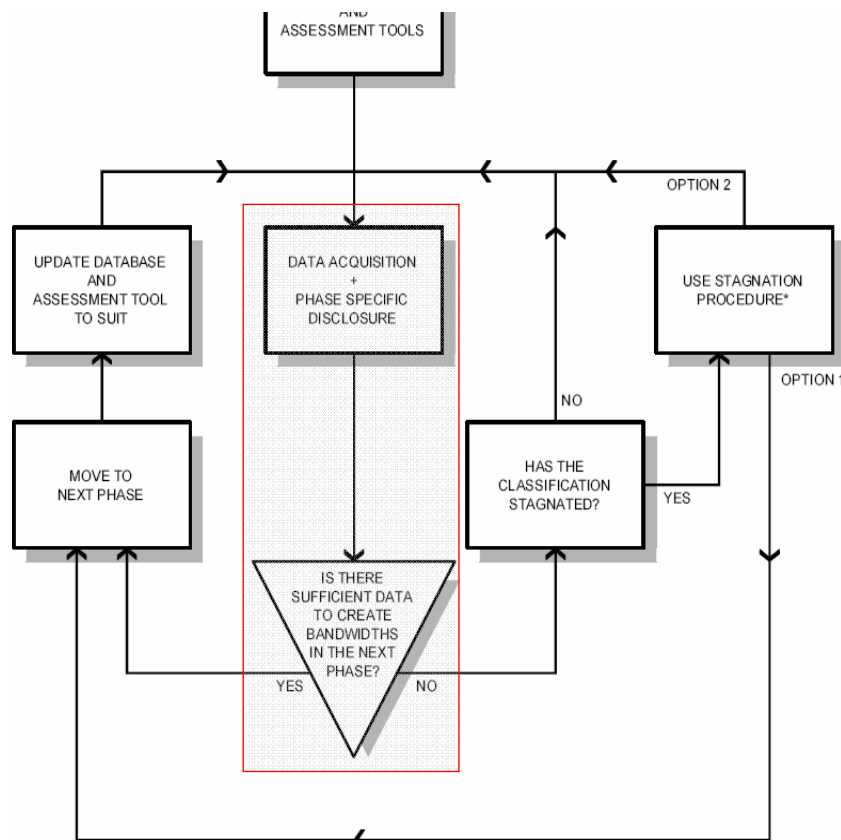 AND
ASSESSMENT TOOLS
OPTION 2
UPDATE DATABASE
AND
ASSESSMENT TOOL
TO SUIT
DATA ACQUISITION
+
PHASE SPECIFIC
DISCLOSURE
USE STAGNATION
PROCEDURE*
OPTION 1
NO
MOVE TO
NEXT PHASE
HAS THE
CLASSIFICATION
STAGNATED?
YES
IS THERE
SUFFICIENT DATA
TO CREATE
BANDWIDTHS
IN THE NEXT
PHASE?
YES
NO